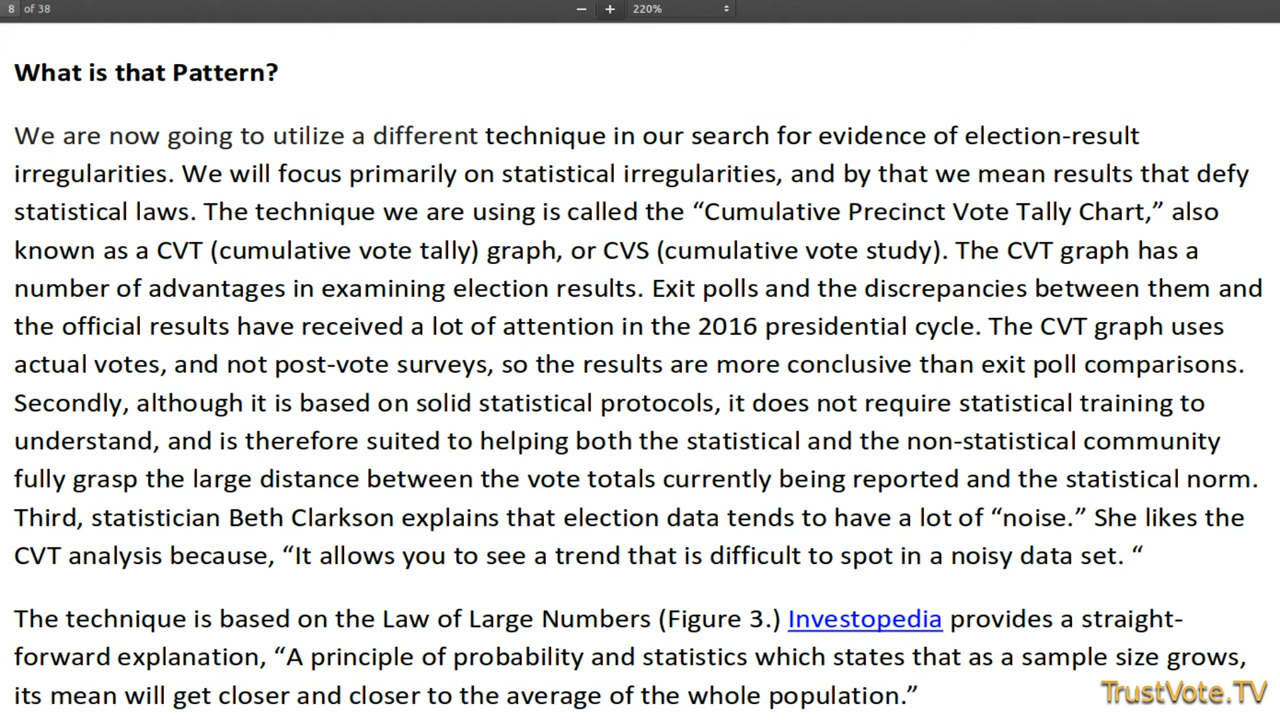 8 of 38
− + 220%
What is that Pattern?
We are now going to utilize a different technique in our search for evidence of election-result
irregularities. We will focus primarily on statistical irregularities, and by that we mean results that defy
statistical laws. The technique we are using is called the “Cumulative Precinct Vote Tally Chart,” also
known as a CVT (cumulative vote tally) graph, or CVS (cumulative vote study). The CVT graph has a
number of advantages in examining election results. Exit polls and the discrepancies between them and
the official results have received a lot of attention in the 2016 presidential cycle. The CVT graph uses
actual votes, and not post-vote surveys, so the results are more conclusive than exit poll comparisons.
Secondly, although it is based on solid statistical protocols, it does not require statistical training to
understand, and is therefore suited to helping both the statistical and the non-statistical community
fully grasp the large distance between the vote totals currently being reported and the statistical norm.
Third, statistician Beth Clarkson explains that election data tends to have a lot of “noise.” She likes the
CVT analysis because, “It allows you to see a trend that is difficult to spot in a noisy data set. “
The technique is based on the Law of Large Numbers (Figure 3.) Investopedia provides a straight-
forward explanation, “A principle of probability and statistics which states that as a sample size grows,
its mean will get closer and closer to the average of the whole population.”
TrustVote.TV